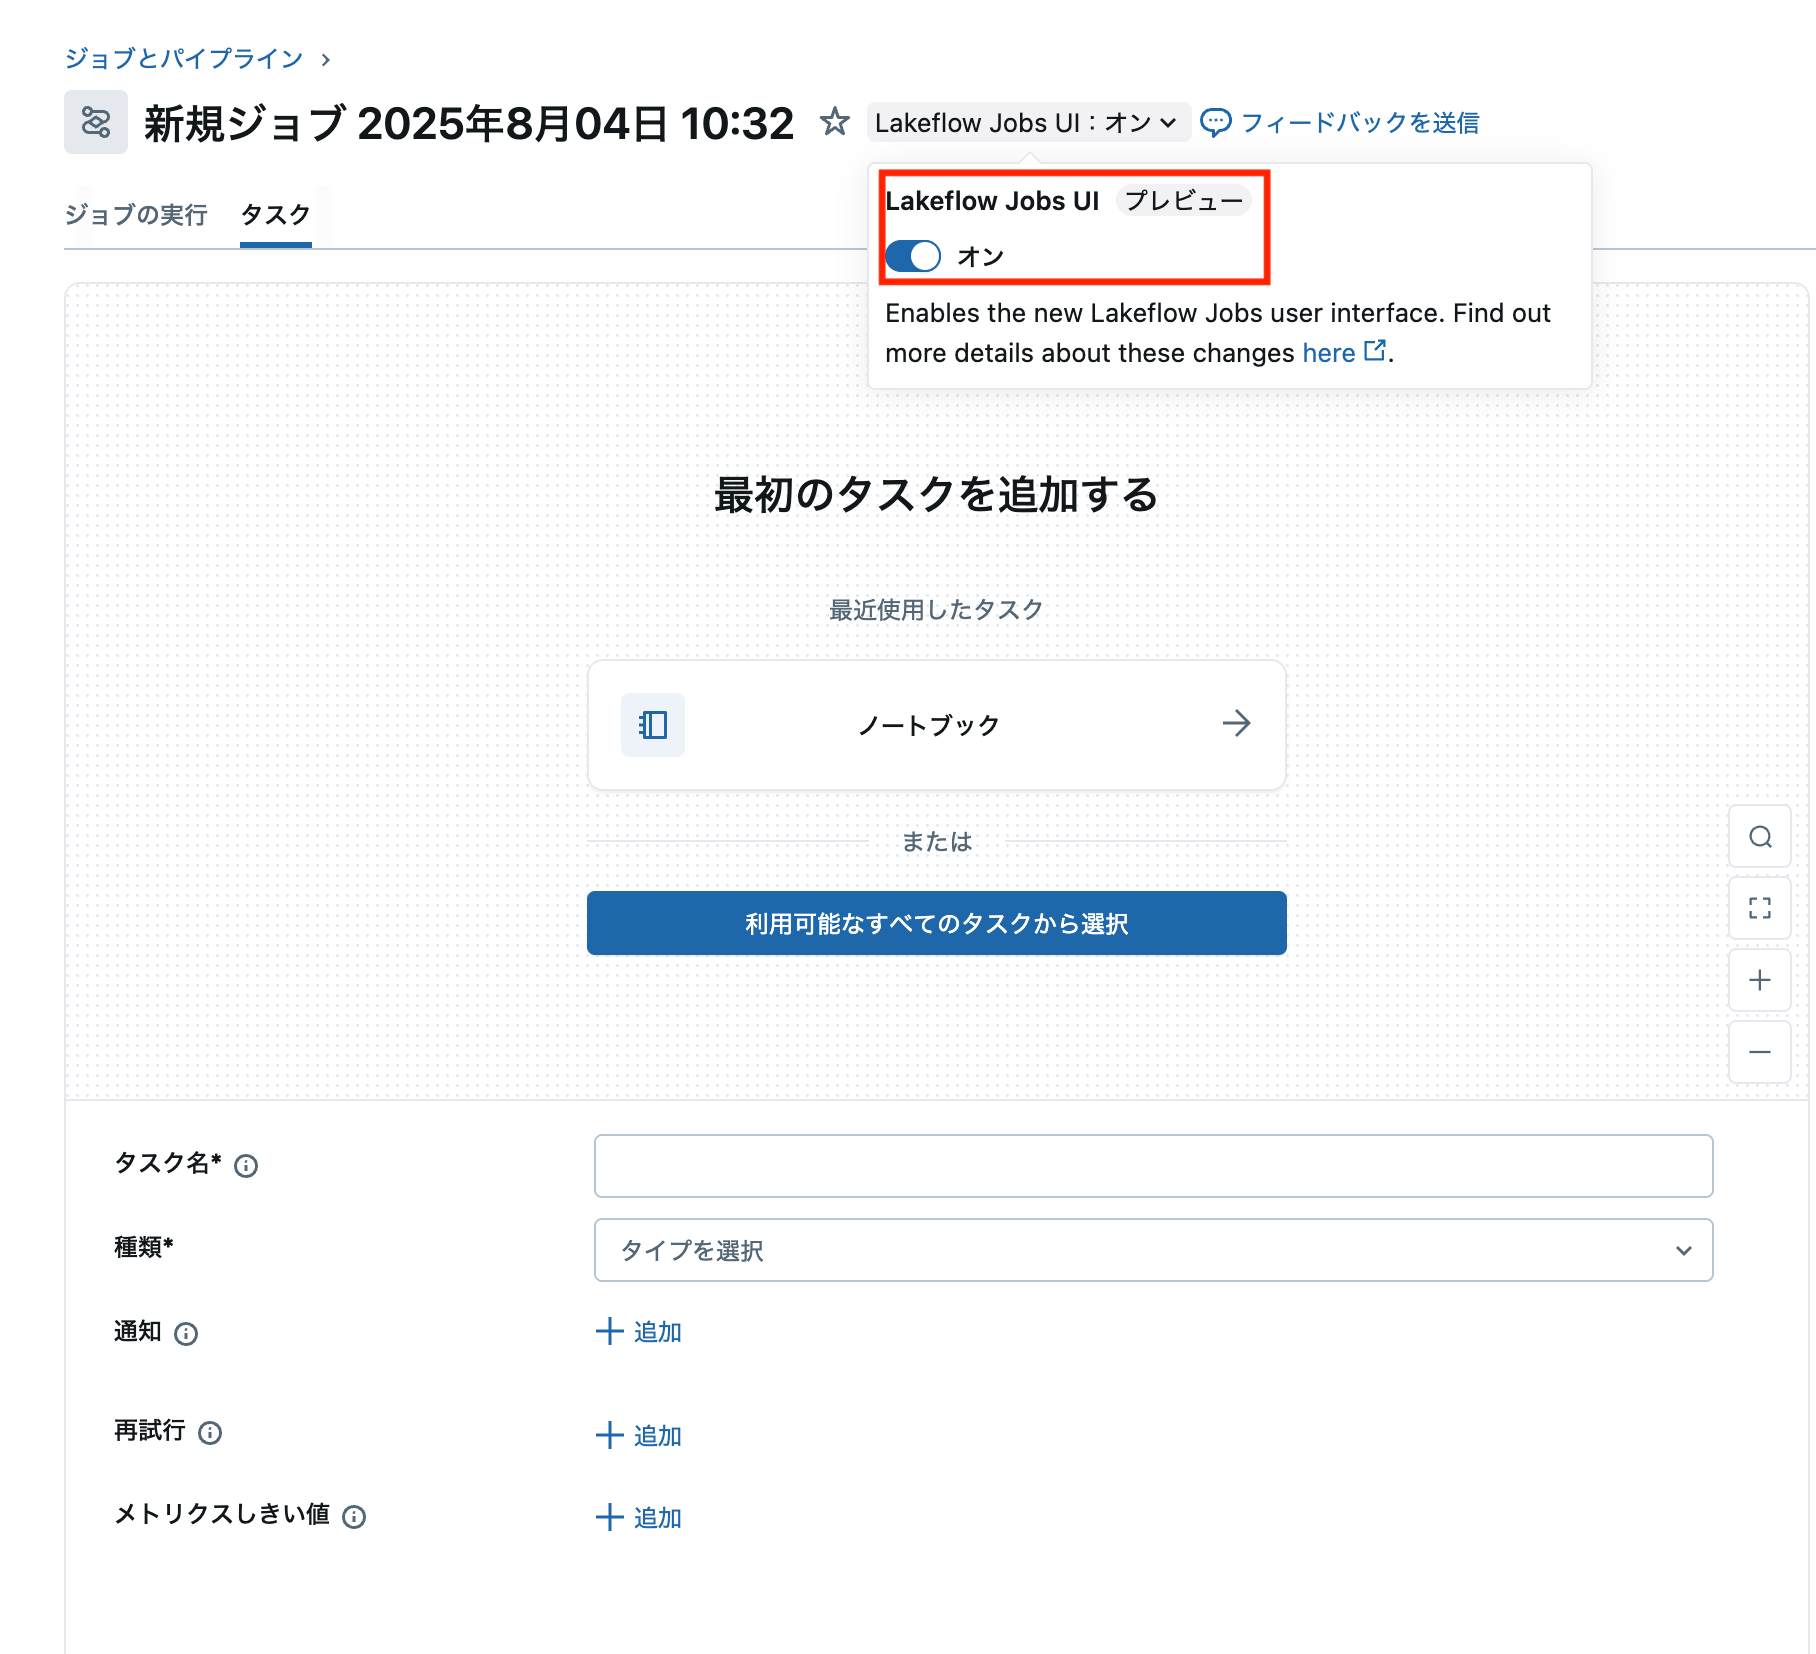 ジョブとパイプライン
新規ジョブ 2025年8月04日 10:32
Lakeflow Jobs UI：オン
フィードバックを送信
ジョブの実行
タスク
Lakeflow Jobs UI プレビュー
オン
Enables the new Lakeflow Jobs user interface. Find out
more details about these changes here.
最初のタスクを追加する
最近使用したタスク
ノートブック
または
利用可能なすべてのタスクから選択
タスク名*
種類*
タイプを選択
通知
追加
再試行
追加
メトリクスしきい値
追加